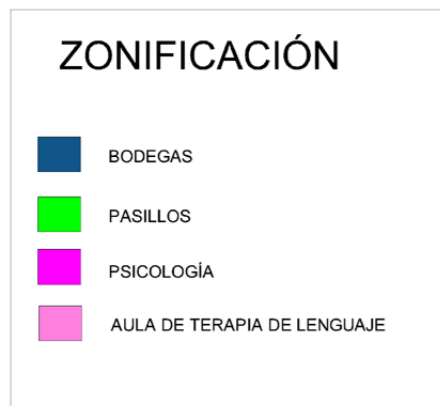 ZONIFICACIÓN
BODEGAS
PASILLOS
PSICOLOGÍA
AULA DE TERAPIA DE LENGUAJE